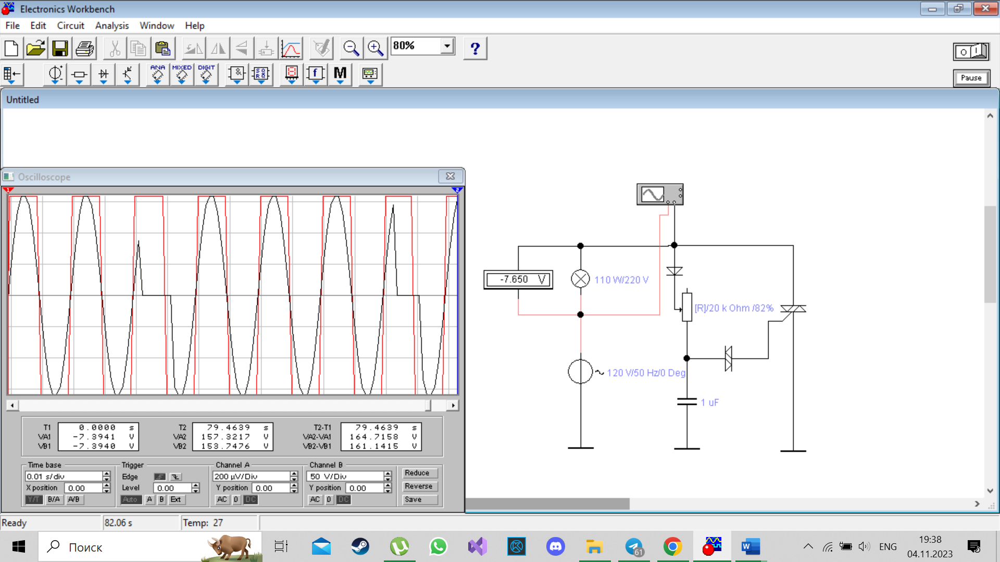 Electronics Workbench
File Edit Circuit Analysis Window Help
80%
?
ANA MIXED DIGIT
M
Pause
Untitled
Oscilloscope
1
2
-7.650 V
110 W/220 V
[R]/20 k Ohm /82%
120 V/50 Hz/0 Deg
1 uF
T1 0.0000 s
VA1 -7.3941 V
VB1 -7.3940 V
T2 79.4639 s
VA2 157.3217 V
VB2 153.7476 V
T2-T1 79.4639 s
VA2-VA1 164.7158 V
VB2-VB1 161.1415 V
Time base
0.01 s/div
X position 0.00
Y/T B/A A/B
Trigger
Edge
Level 0.00
Auto A B Ext
Channel A
200 µV/Div
Y position 0.00
AC 0 DC
Channel B
50 V/Div
Y position 0.00
AC 0 DC
Reduce
Reverse
Save
Ready 82.06 s Temp: 27
Поиск
61
W
ENG
19:38
04.11.2023